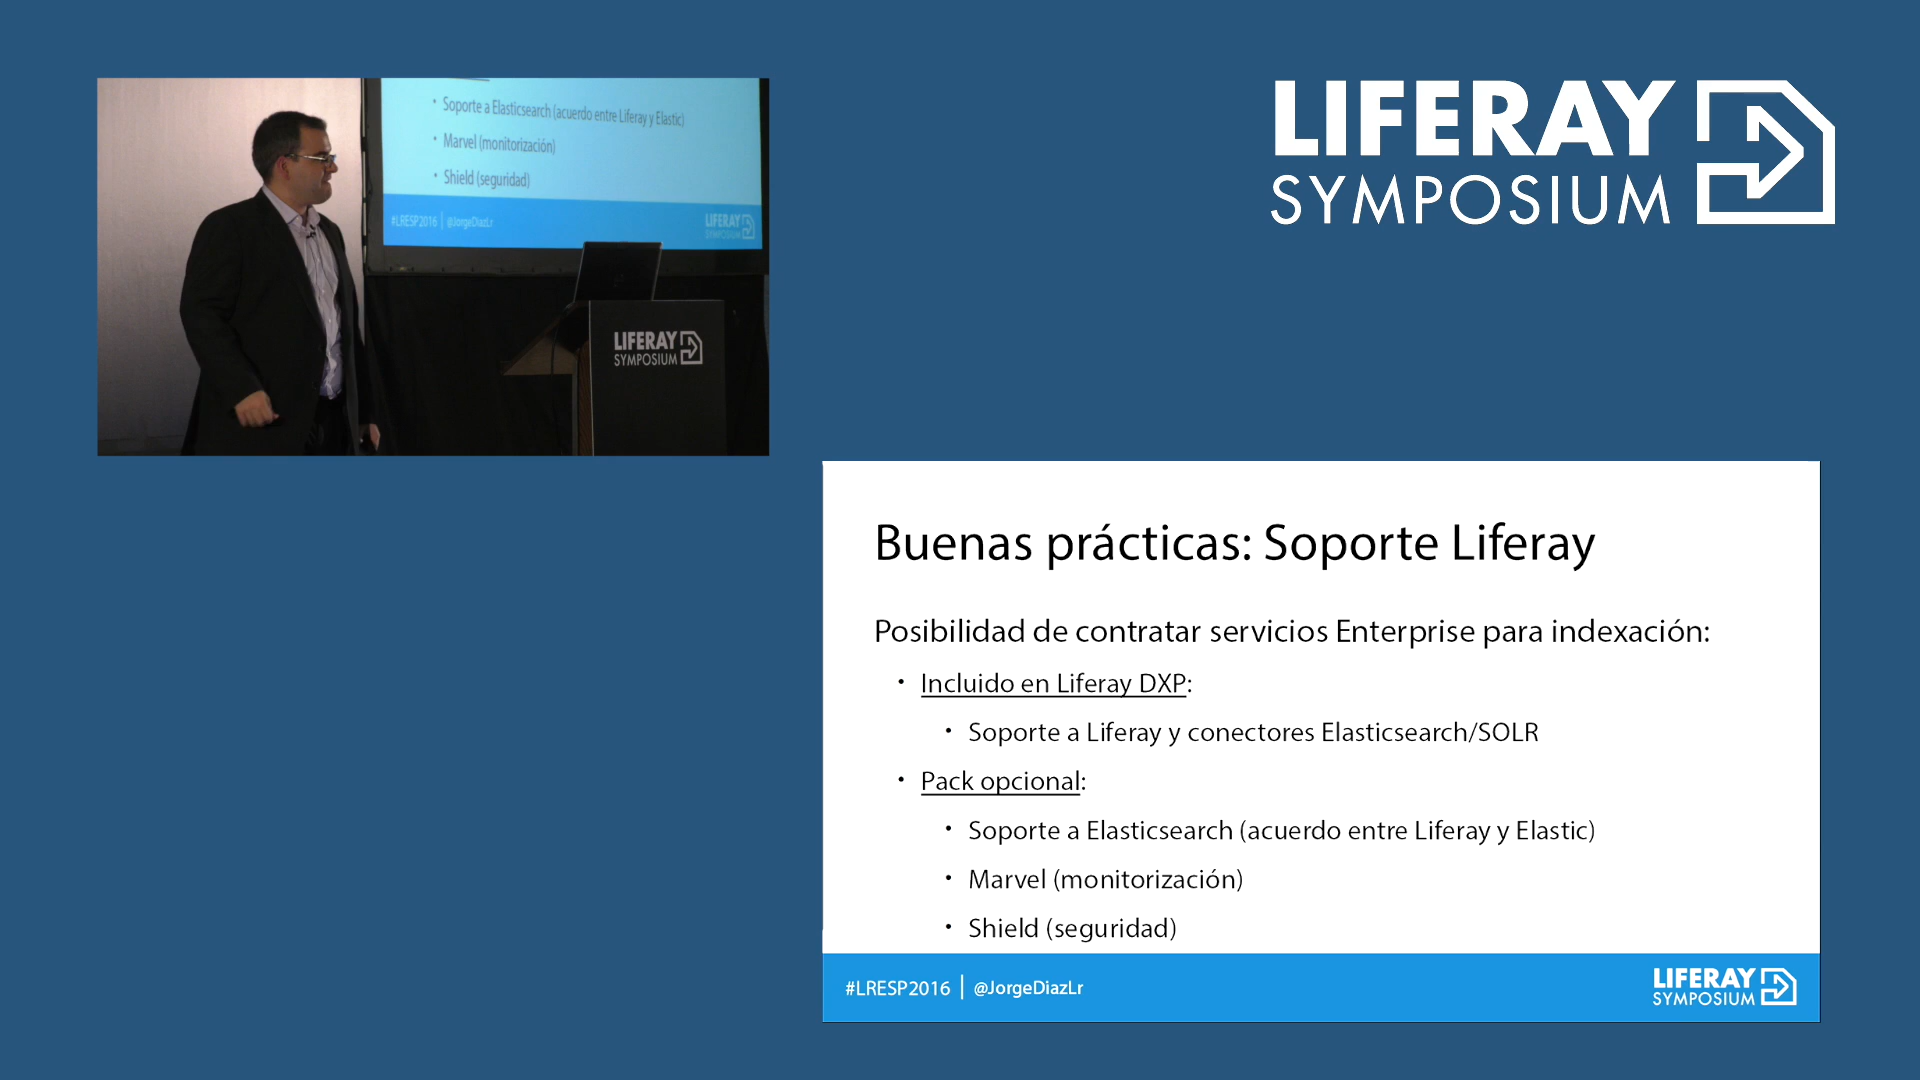 Soporte a Elasticsearch (acuerdo entre Liferay y Elastic)
Marvel (monitorización)
Shield (seguridad)
#LRESP2016 | @JorgeDiazLr
LIFERAY
SYMPOSIUM
LIFERAY
SYMPOSIUM
LIFERAY
SYMPOSIUM
Buenas prácticas: Soporte Liferay
Posibilidad de contratar servicios Enterprise para indexación:
• Incluido en Liferay DXP:
• Soporte a Liferay y conectores Elasticsearch/SOLR
• Pack opcional:
• Soporte a Elasticsearch (acuerdo entre Liferay y Elastic)
• Marvel (monitorización)
• Shield (seguridad)
#LRESP2016 | @JorgeDiazLr
LIFERAY
SYMPOSIUM